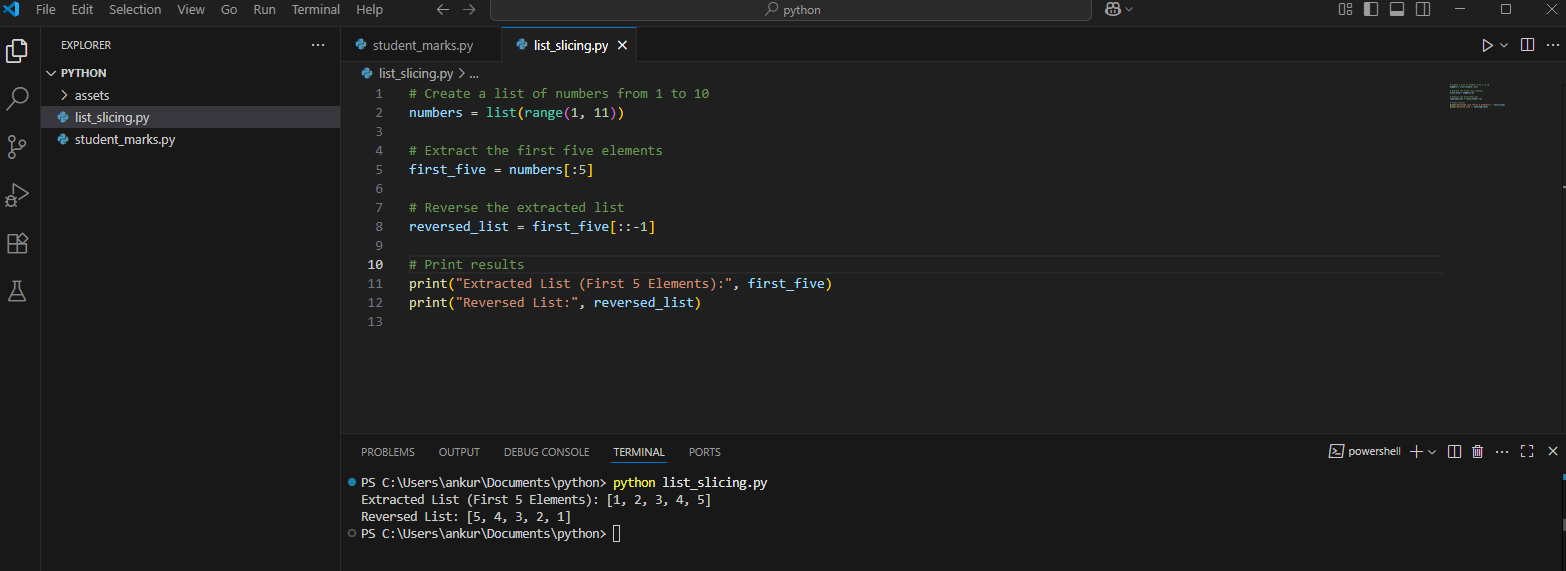 File Edit Selection View Go Run Terminal Help
python
EXPLORER
PYTHON
assets
list_slicing.py
student_marks.py
student_marks.py list_slicing.py
list_slicing.py > ...
1 # Create a list of numbers from 1 to 10
2 numbers = list(range(1, 11))
3
4 # Extract the first five elements
5 first_five = numbers[:5]
6
7 # Reverse the extracted list
8 reversed_list = first_five[::-1]
9
10 # Print results
11 print("Extracted List (First 5 Elements):", first_five)
12 print("Reversed List:", reversed_list)
13
PROBLEMS OUTPUT DEBUG CONSOLE TERMINAL PORTS
powershell
PS C:\Users\ankur\Documents\python> python list_slicing.py
Extracted List (First 5 Elements): [1, 2, 3, 4, 5]
Reversed List: [5, 4, 3, 2, 1]
PS C:\Users\ankur\Documents\python>